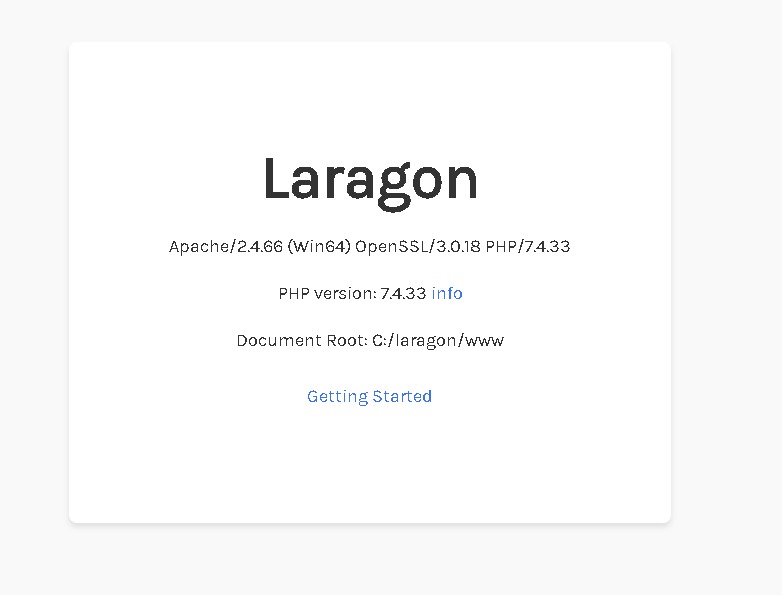 Laragon
Apache/2.4.66 (Win64) OpenSSL/3.0.18 PHP/7.4.33
PHP version: 7.4.33 info
Document Root: C:/laragon/www
Getting Started